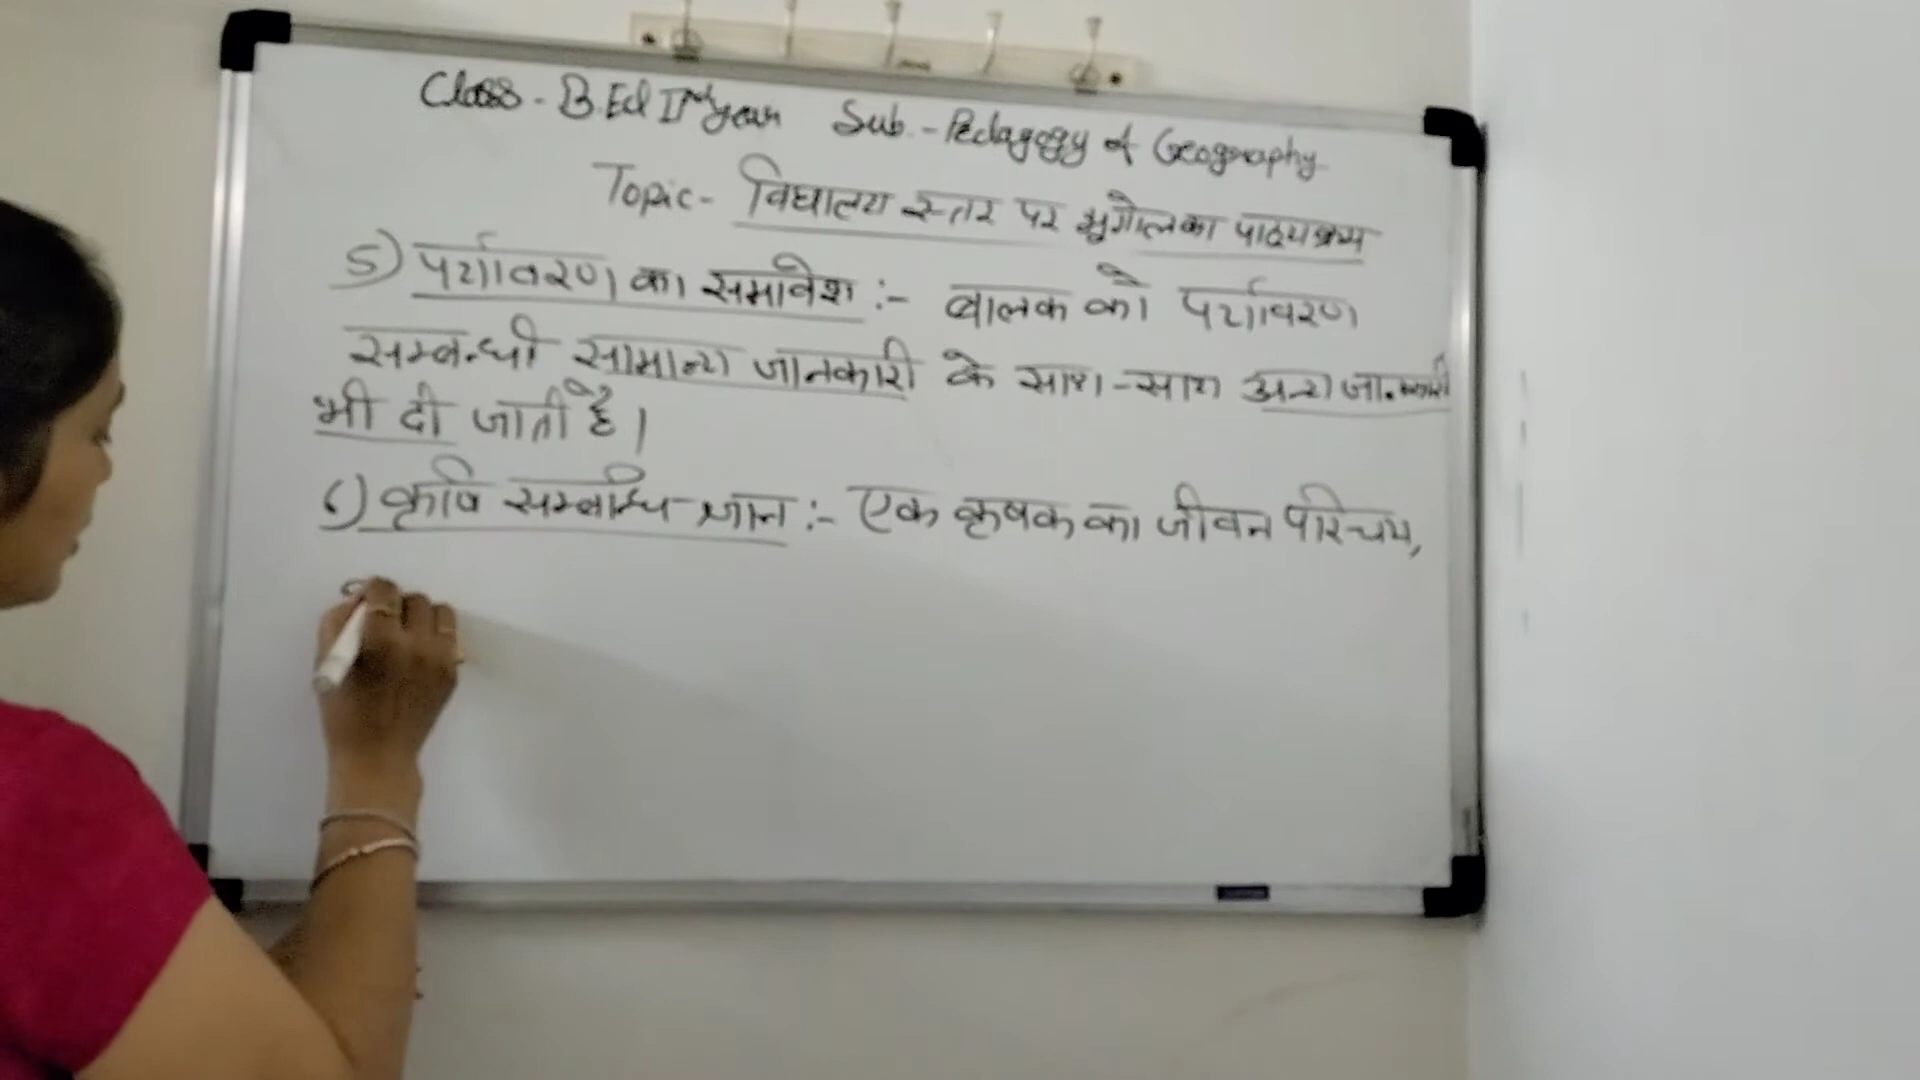 Class - B.Ed IInd year Sub. - Pedagogy of Geography
Topic - विद्यालय स्तर पर भूगोल का पाठ्यक्रम
5) पर्यावरण का समावेश :- बालक को पर्यावरण
सम्बन्धी सामान्य जानकारी के साथ-साथ अन्य जानकारी
भी दी जाती है।
6) कृषि सम्बन्धि ज्ञान :- एक कृषक का जीवन परिचय,